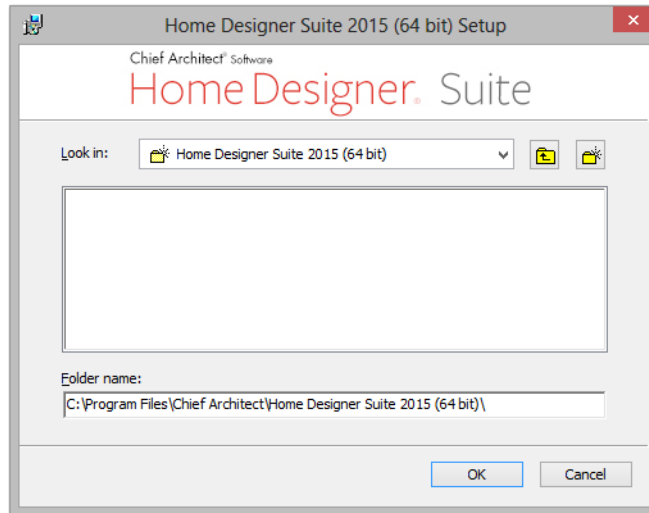 Home Designer Suite 2015 (64 bit) Setup
Chief Architect® Software
Home Designer® Suite
Look in: Home Designer Suite 2015 (64 bit)
Folder name:
C:\Program Files\Chief Architect\Home Designer Suite 2015 (64 bit)\
OK Cancel